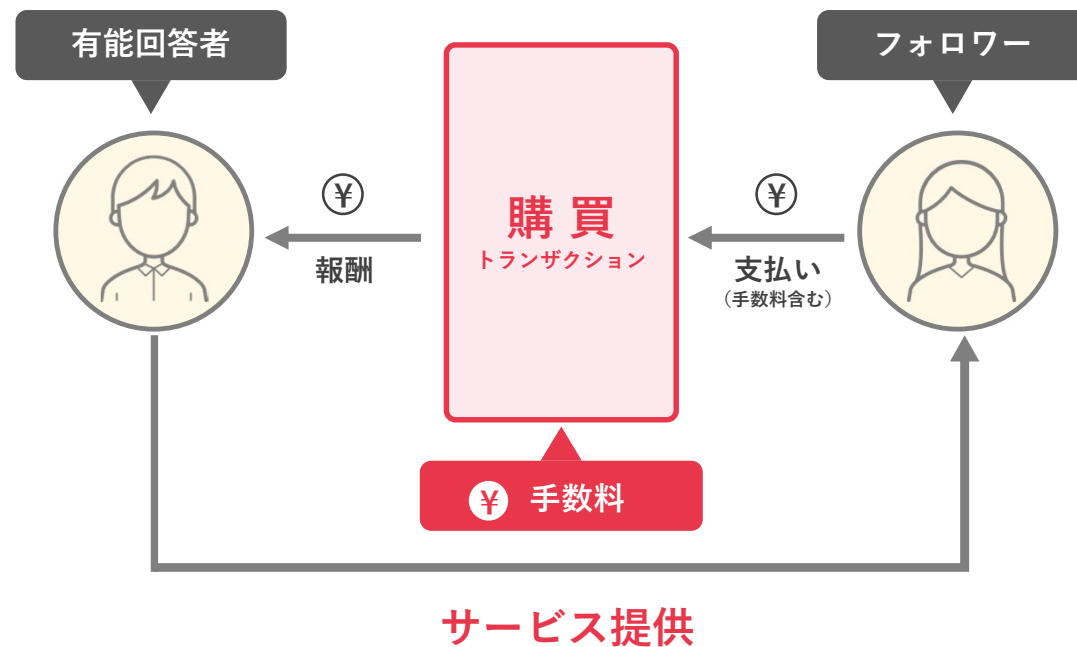 有能回答者
フォロワー
¥
報酬
購買
トランザクション
¥
支払い
（手数料含む）
¥ 手数料
サービス提供